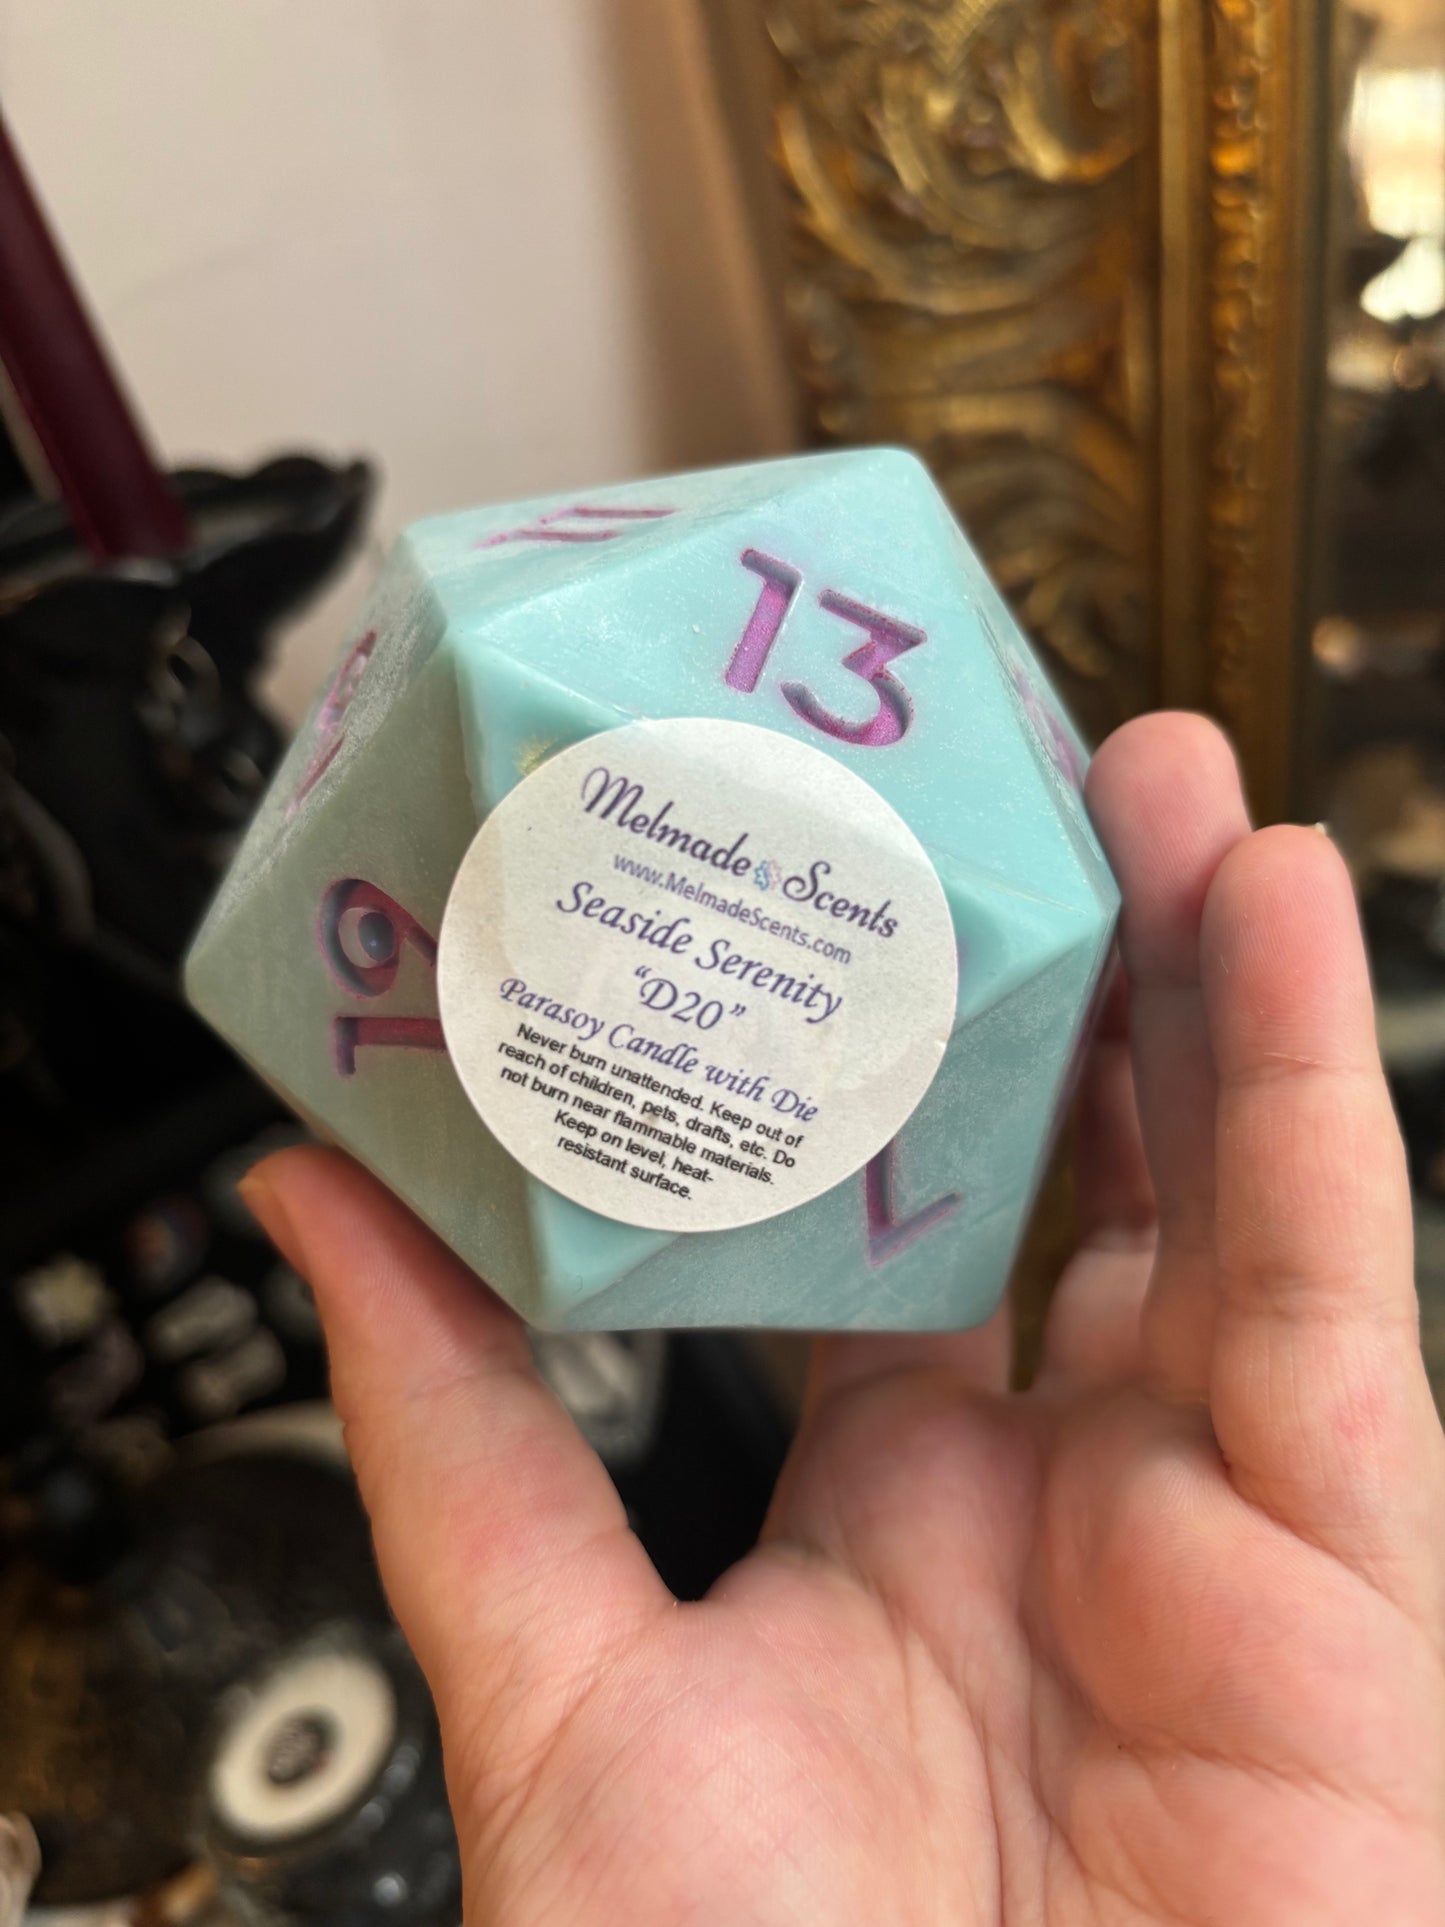 13
19
7
Melmade Scents
www.MelmadeScents.com
Seaside Serenity
“D20”
Parasoy Candle with Die
Never burn unattended. Keep out of
reach of children, pets, drafts, etc. Do
not burn near flammable materials.
Keep on level, heat-
resistant surface.